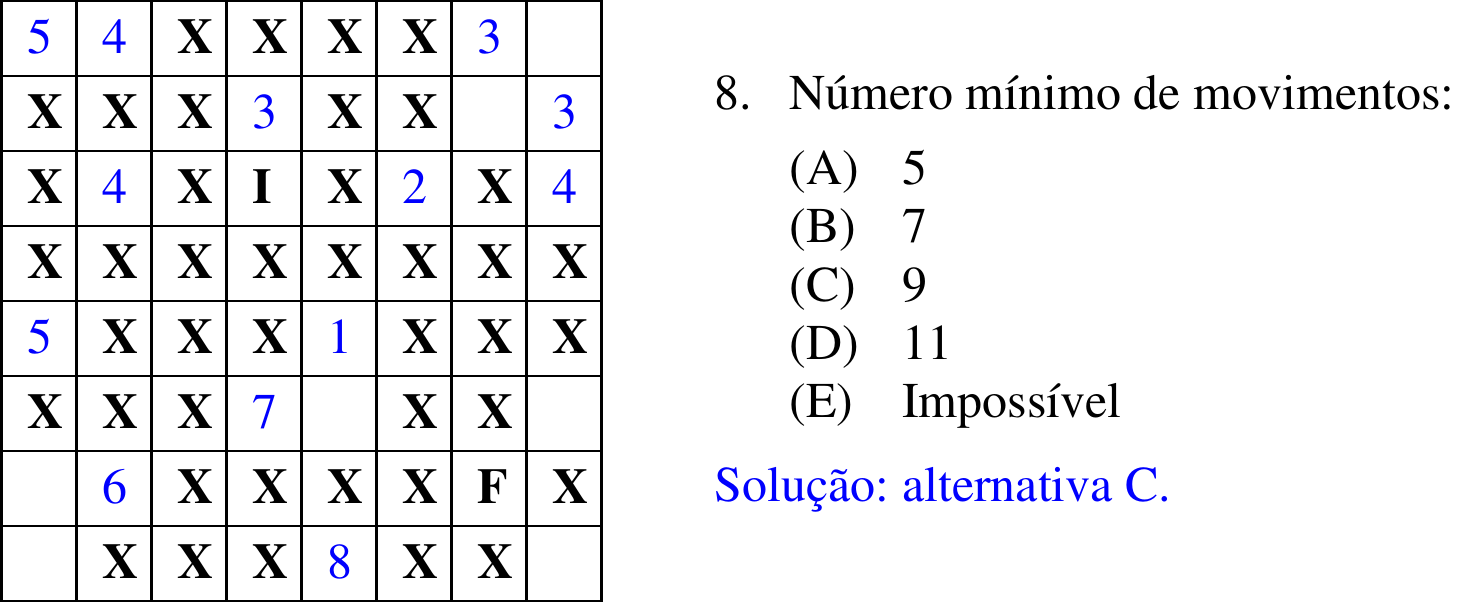 5 4 X X X X 3
X X X 3 X X 3
X 4 X I X 2 X 4
X X X X X X X X
5 X X X 1 X X X
X X X 7 X X
6 X X X X F X
X X X 8 X X
8. Número mínimo de movimentos:
(A) 5
(B) 7
(C) 9
(D) 11
(E) Impossível
Solução: alternativa C.